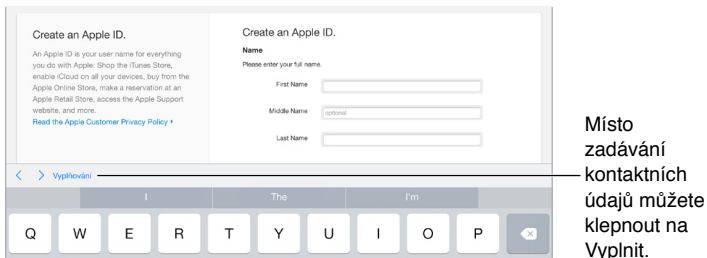 Create an Apple ID.
An Apple ID is your user name for everything
you do with Apple: Shop the iTunes Store,
enable iCloud on all your devices, buy from the
Apple Online Store, make a reservation at an
Apple Retail Store, access the Apple Support
website, and more.
Read the Apple Customer Privacy Policy
Create an Apple ID.
Name
Please enter your full name.
First Name
Middle Name optional
Last Name
Vyplňování
I The I'm
Q W E R T Y U I O P
Místo
zadávání
kontaktních
údajů můžete
klepnout na
Vyplnit.